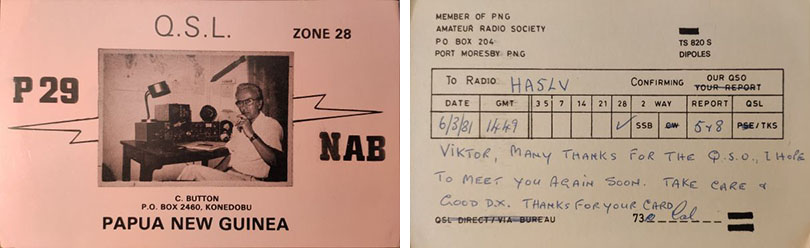 Q.S.L.
ZONE 28
P29
NAB
C. BUTTON
P.O. BOX 2460, KONEDOBU
PAPUA NEW GUINEA
MEMBER OF PNG
AMATEUR RADIO SOCIETY
PO BOX 204
PORT MORESBY PNG
TS 820 S
DIPOLES
TO RADIO: HA5LV CONFIRMING OUR QSO
YOUR REPORT
DATE GMT 3 5 7 14 21 28 2 WAY REPORT QSL
6/3/81 1449 ✓ SSB CW 5+8 PSE/TKS
VIKTOR, MANY THANKS FOR THE Q.S.O., I HOPE
TO MEET YOU AGAIN SOON. TAKE CARE &
GOOD DX. THANKS FOR YOUR CARD
QSL DIRECT/VIA BUREAU 73